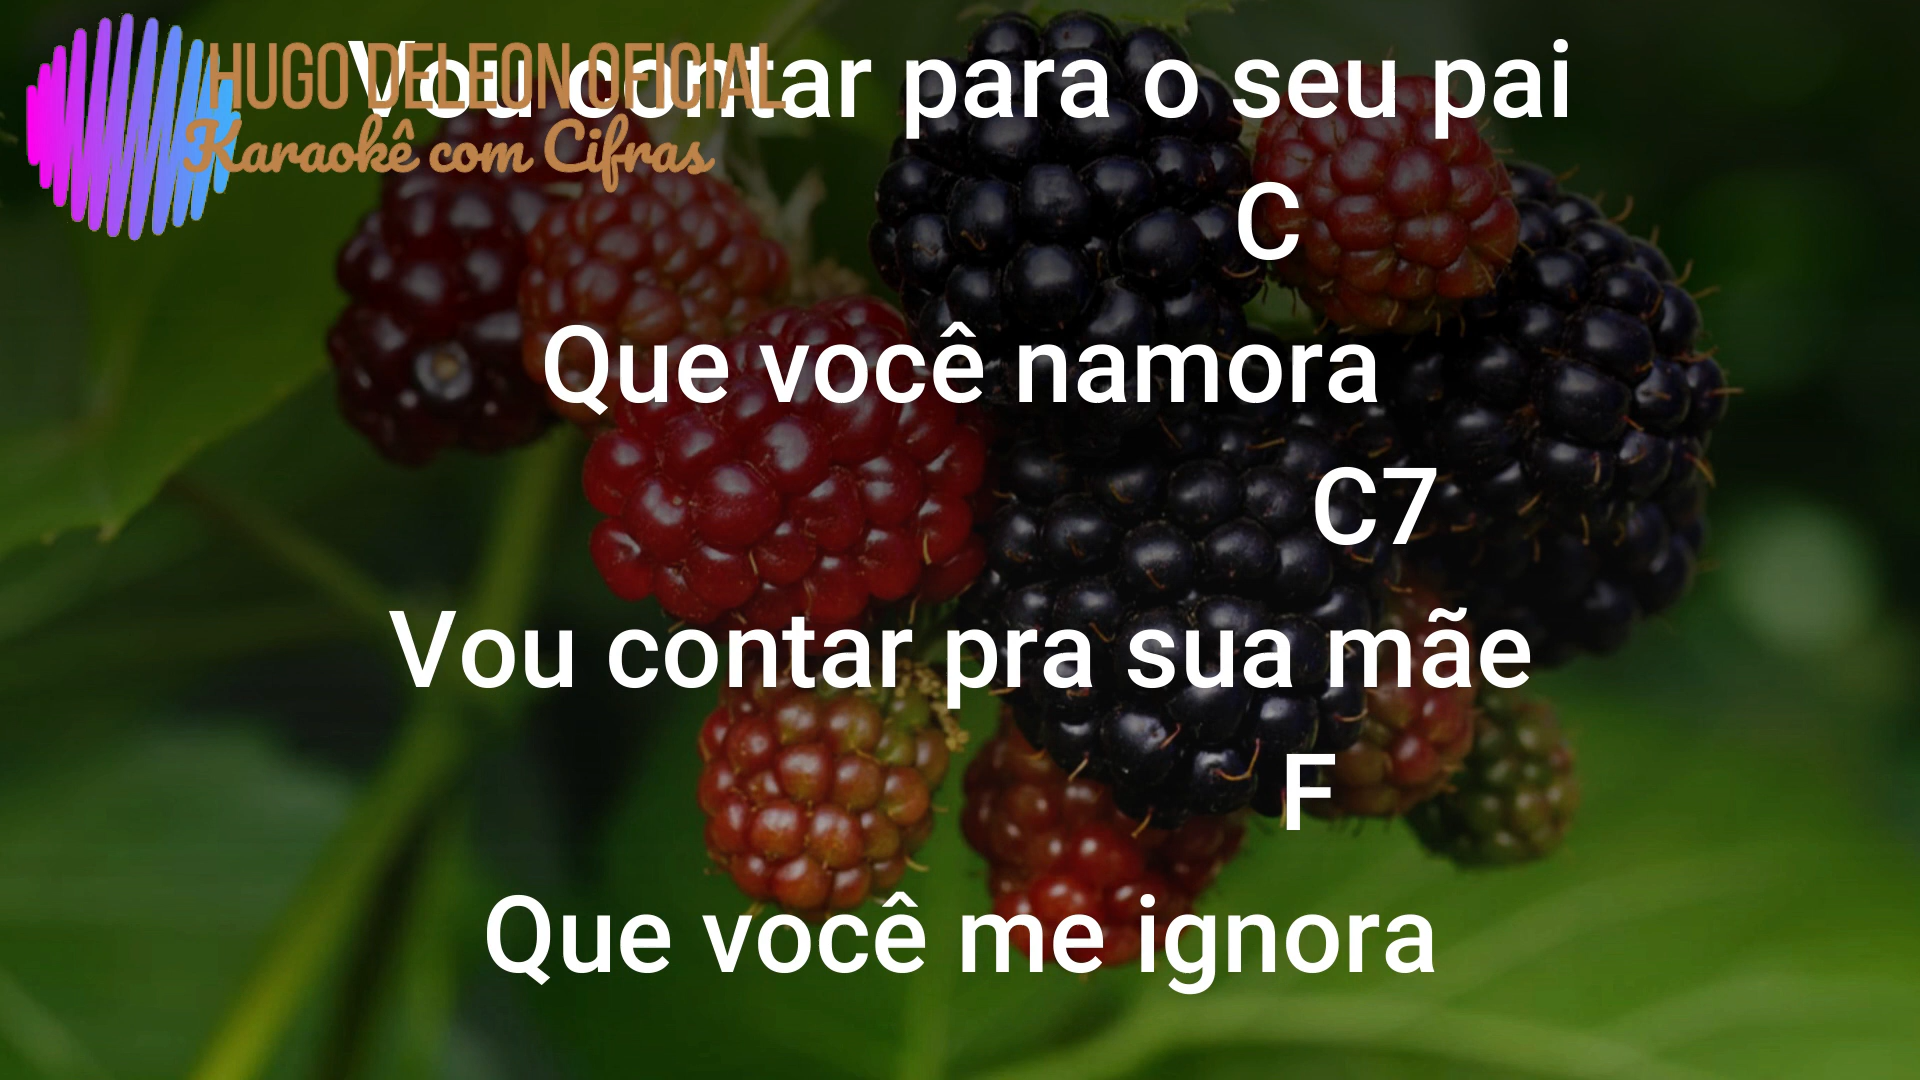 HUGO DELEON OFICIAL
Karaokê com Cifras
Vou contar para o seu pai
C
Que você namora
C7
Vou contar pra sua mãe
F
Que você me ignora